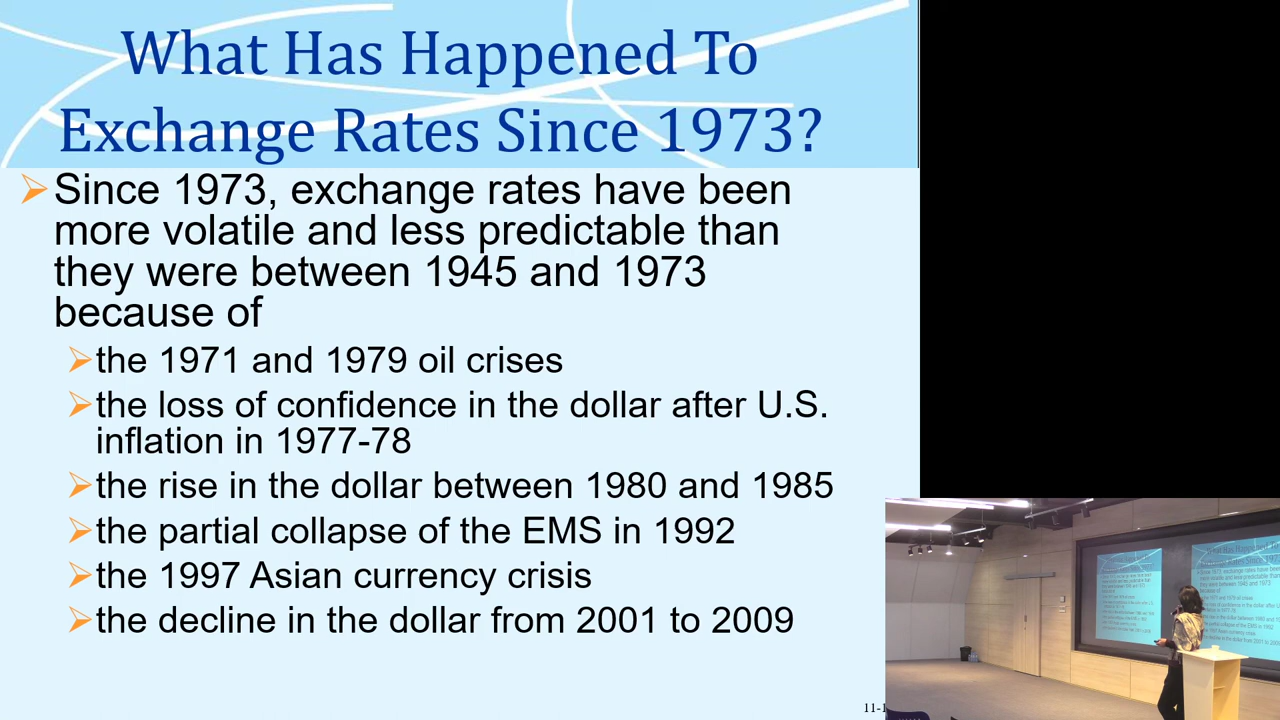 What Has Happened To
Exchange Rates Since 1973?
Since 1973, exchange rates have been
more volatile and less predictable than
they were between 1945 and 1973
because of
the 1971 and 1979 oil crises
the loss of confidence in the dollar after U.S.
inflation in 1977-78
the rise in the dollar between 1980 and 1985
the partial collapse of the EMS in 1992
the 1997 Asian currency crisis
the decline in the dollar from 2001 to 2009